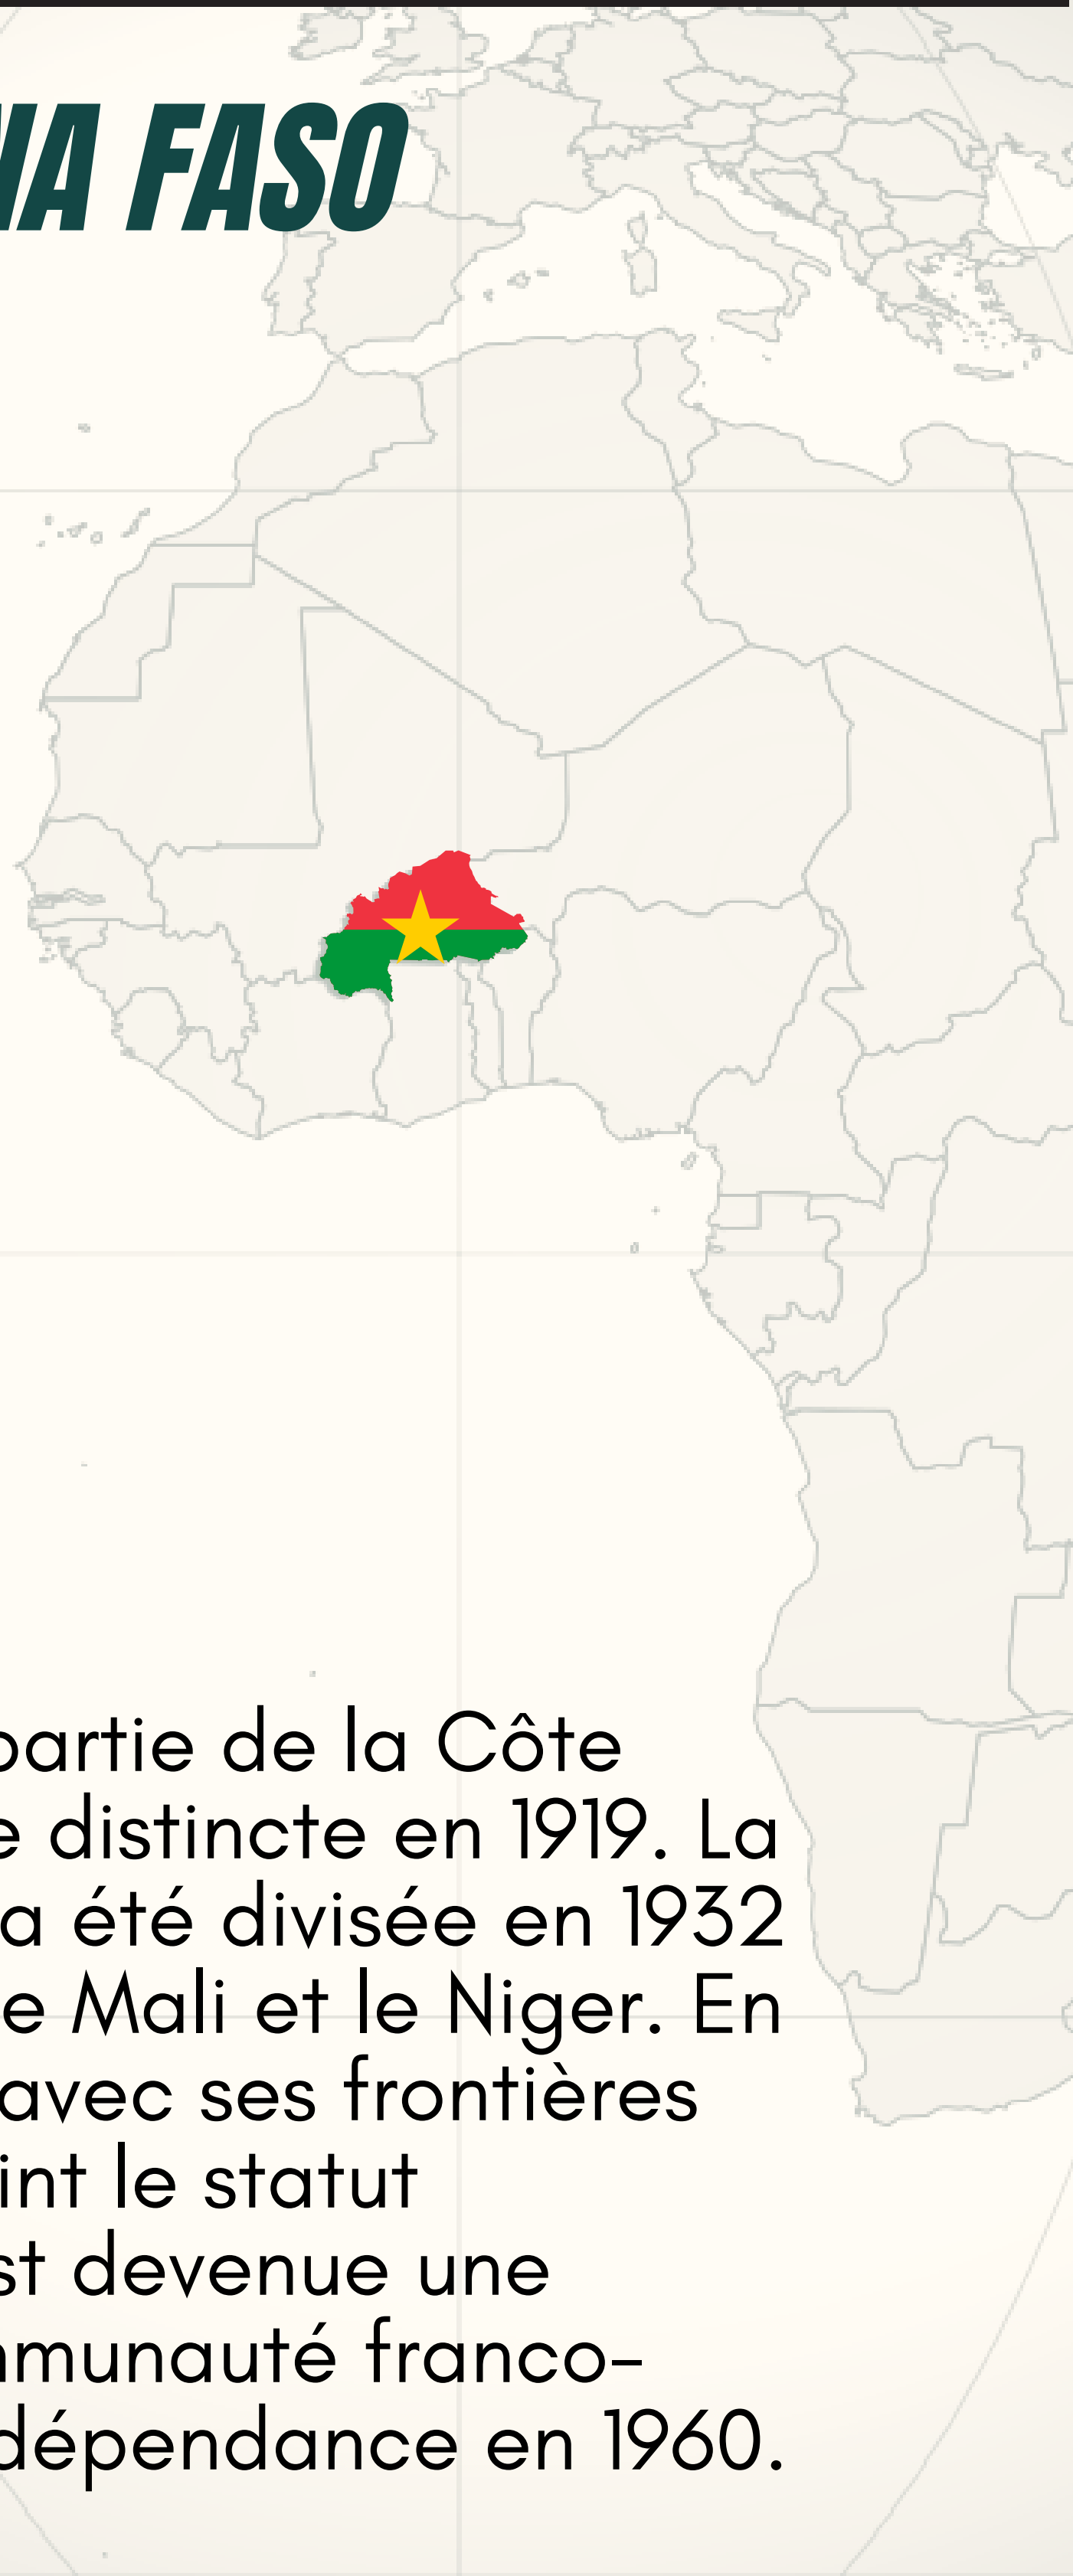 NA FASO
partie de la Côte
e distincte en 1919. La
a été divisée en 1932
e Mali et le Niger. En
avec ses frontières
int le statut
st devenue une
mmunauté franco-
dépendance en 1960.